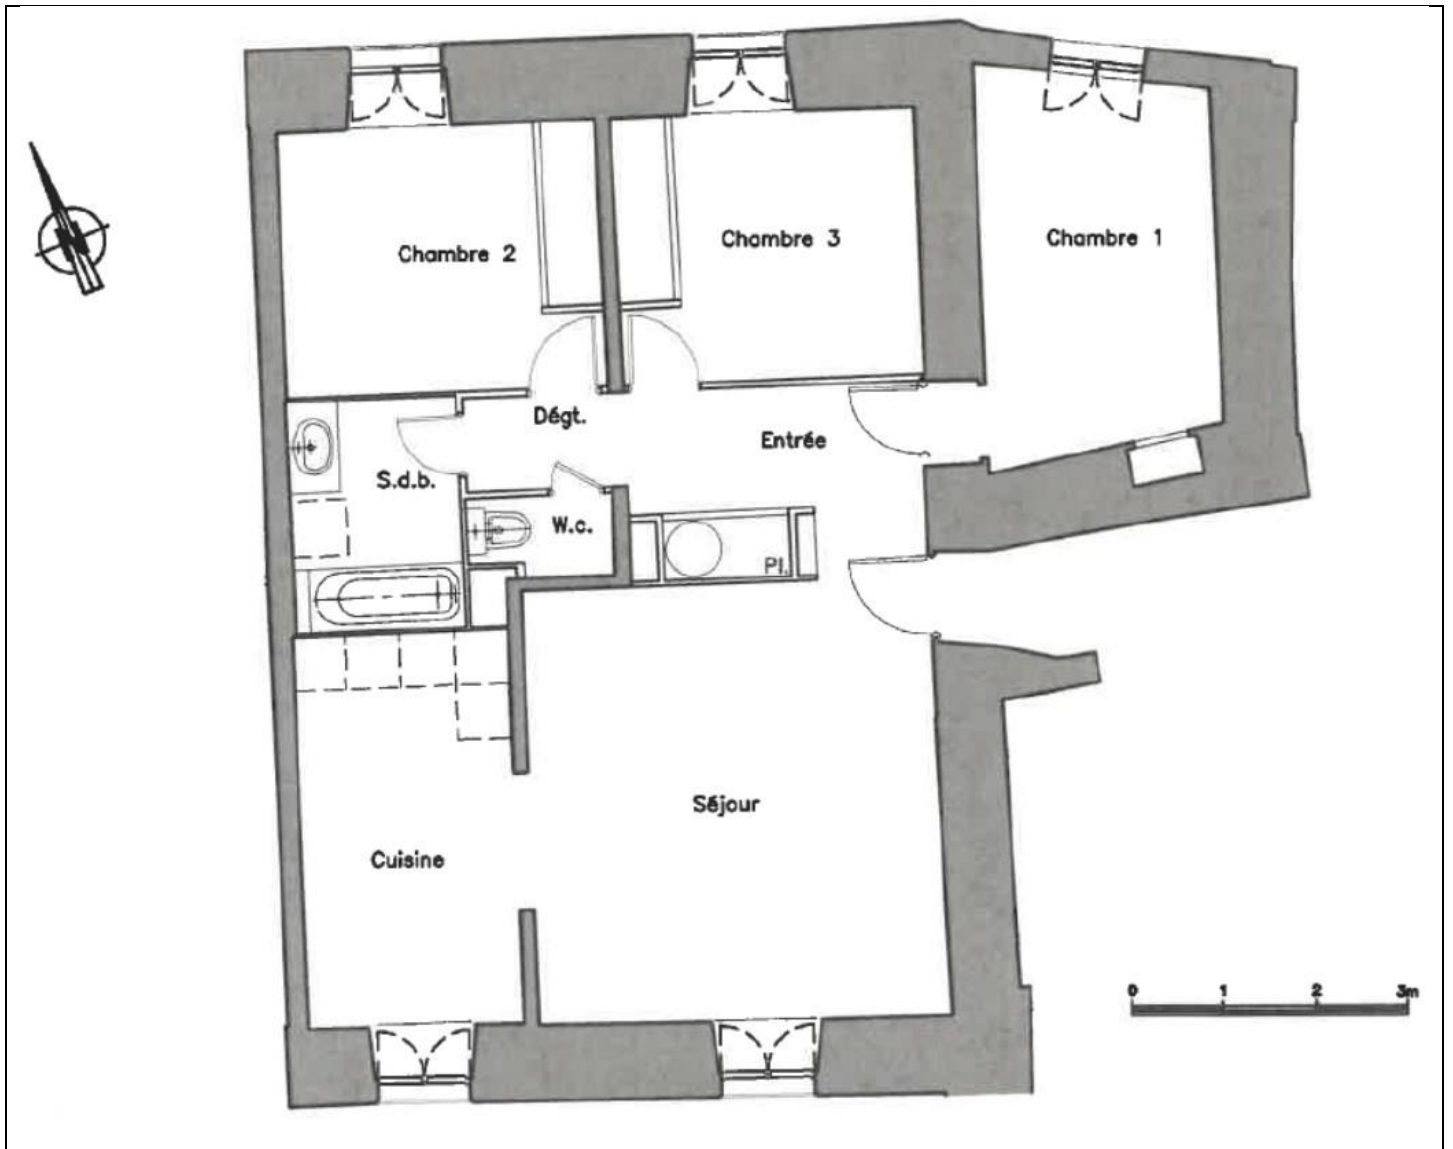 Chambre 2
Chambre 3
Chambre 1
Dégt.
Entrée
S.d.b.
W.c.
Pl.
Séjour
Cuisine
0 1 2 3m